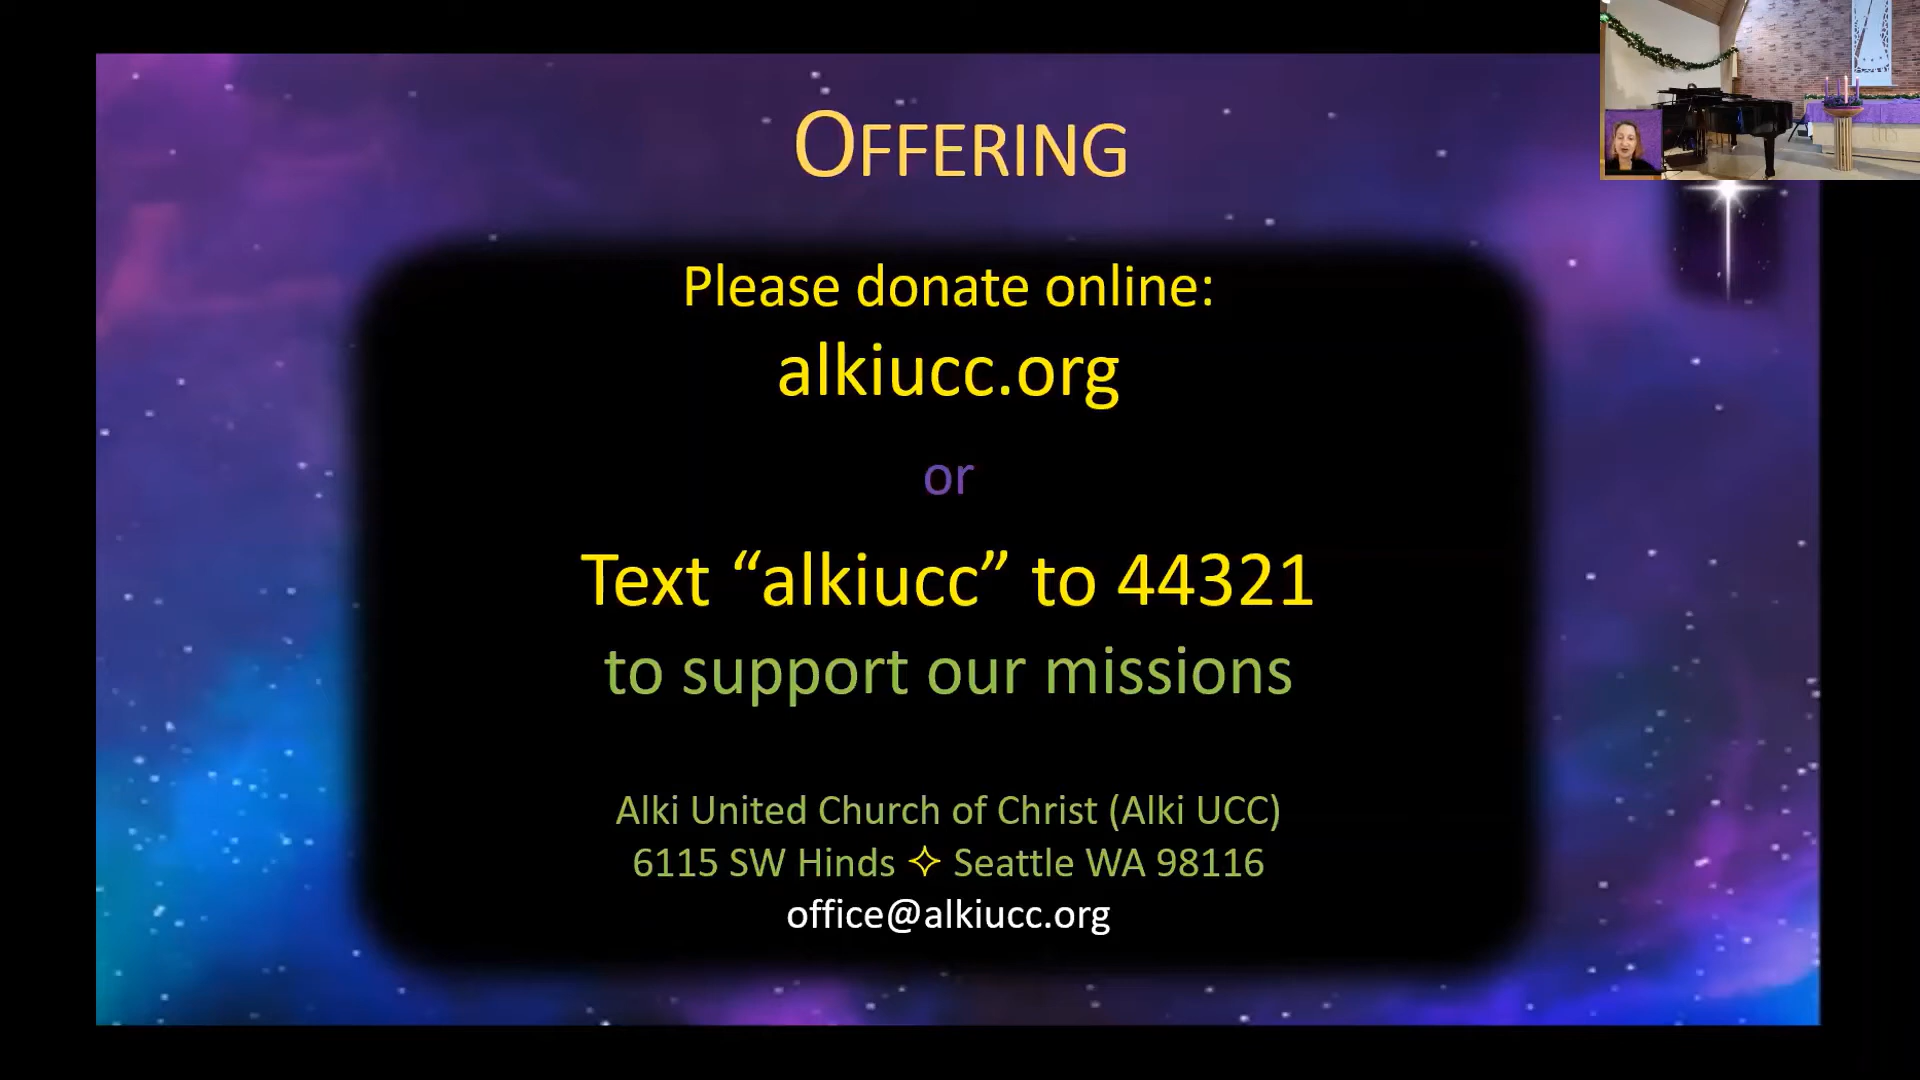 OFFERING
Please donate online:
alkiucc.org
or
Text “alkiucc” to 44321
to support our missions
Alki United Church of Christ (Alki UCC)
6115 SW Hinds ✧ Seattle WA 98116
office@alkiucc.org